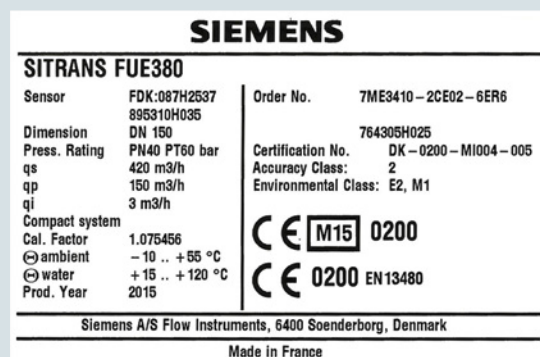 SIEMENS
SITRANS FUE380
Sensor FDK:087H2537
895310H035
Dimension DN 150
Press. Rating PN40 PT60 bar
qs 420 m3/h
qp 150 m3/h
qi 3 m3/h
Compact system
Cal. Factor 1.075456
Θ ambient – 10 .. +55 °C
Θ water +15 .. +120 °C
Prod. Year 2015
Order No. 7ME3410–2CE02–6ER6
764305H025
Certification No. DK–0200–MI004–005
Accuracy Class: 2
Environmental Class: E2, M1
CE M15 0200
CE 0200 EN13480
Siemens A/S Flow Instruments, 6400 Soenderborg, Denmark
Made in France